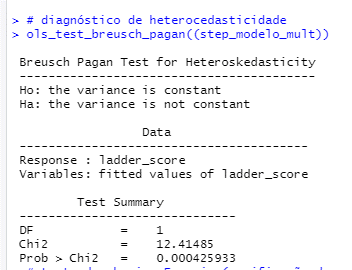 > # diagnóstico de heterocedasticidade
> ols_test_breusch_pagan((step_modelo_mult))
Breusch Pagan Test for Heteroskedasticity
-----------------------------------------
Ho: the variance is constant
Ha: the variance is not constant
Data
----------------------------------------
Response : ladder_score
Variables: fitted values of ladder_score
Test Summary
-----------------------------
DF = 1
Chi2 = 12.41485
Prob > Chi2 = 0.000425933